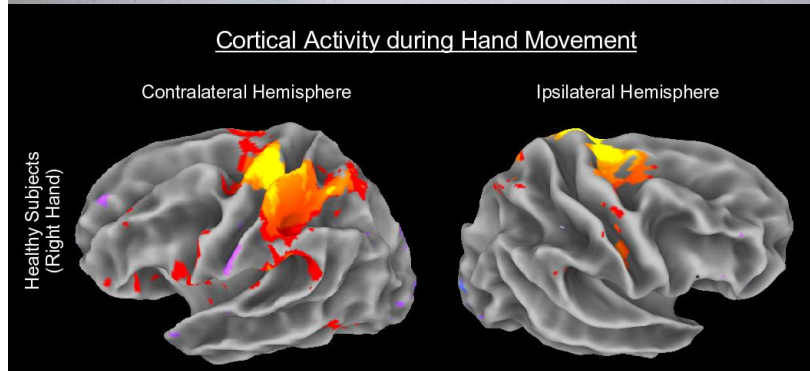 Cortical Activity during Hand Movement
Contralateral Hemisphere
Ipsilateral Hemisphere
Healthy Subjects
(Right Hand)